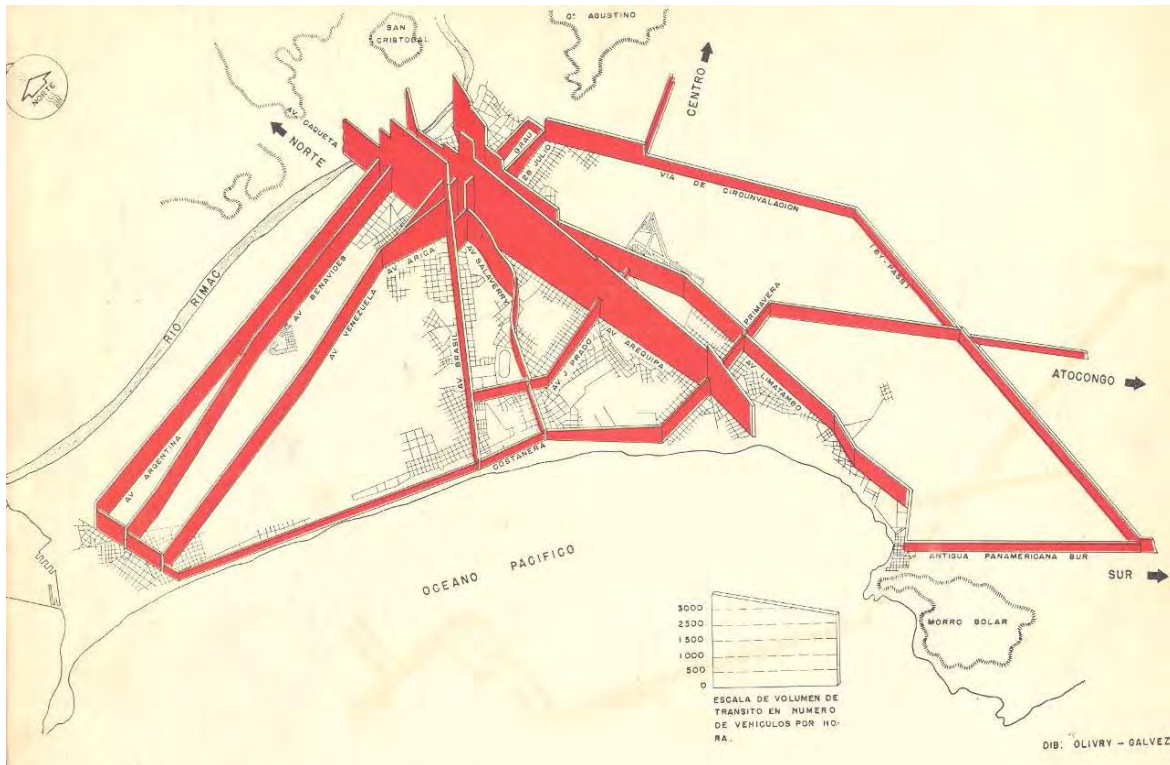 Cº AGUSTINO
SAN
CRISTOBAL
NORTE
CENTRO
AV. CAQUETA
NORTE
GRAU
28 JULIO
VIA DE CIRCUNVALACION
(BY-PASS)
RIO RIMAC
AV BENAVIDES
AV ARICA
AV SALAVERRY
AV VENEZUELA
PRIMAVERA
AV BRASIL
AV J. PRADO
AV AREQUIPA
AV. LIMATAMBO
ATOCONGO
AV ARGENTINA
COSTANERA
ANTIGUA PANAMERICANA SUR
SUR
OCEANO PACIFICO
MORRO SOLAR
3000
2500
1500
1000
500
0
ESCALA DE VOLUMEN DE
TRANSITO EN NUMERO
DE VEHICULOS POR HO-
RA.
DIB: OLIVRY - GALVEZ